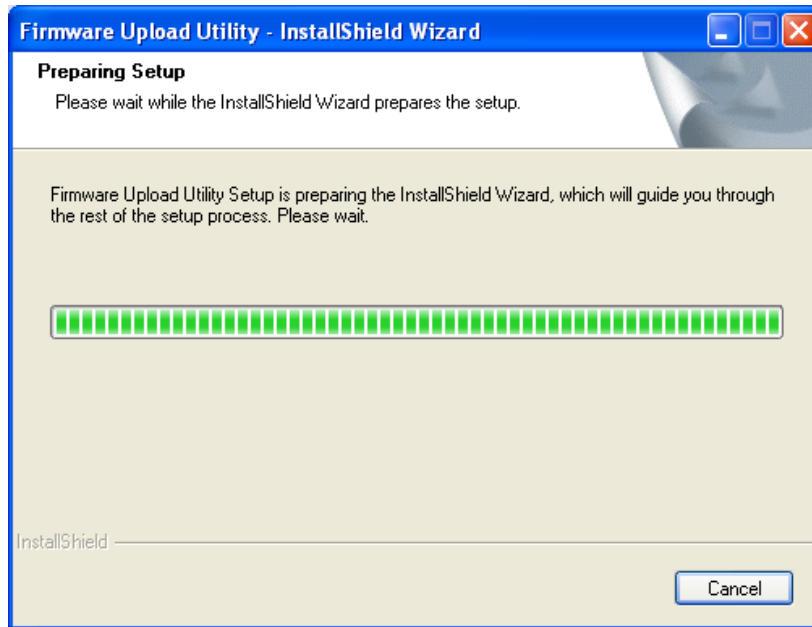 Firmware Upload Utility - InstallShield Wizard
Preparing Setup
Please wait while the InstallShield Wizard prepares the setup.
Firmware Upload Utility Setup is preparing the InstallShield Wizard, which will guide you through
the rest of the setup process. Please wait.
InstallShield
Cancel